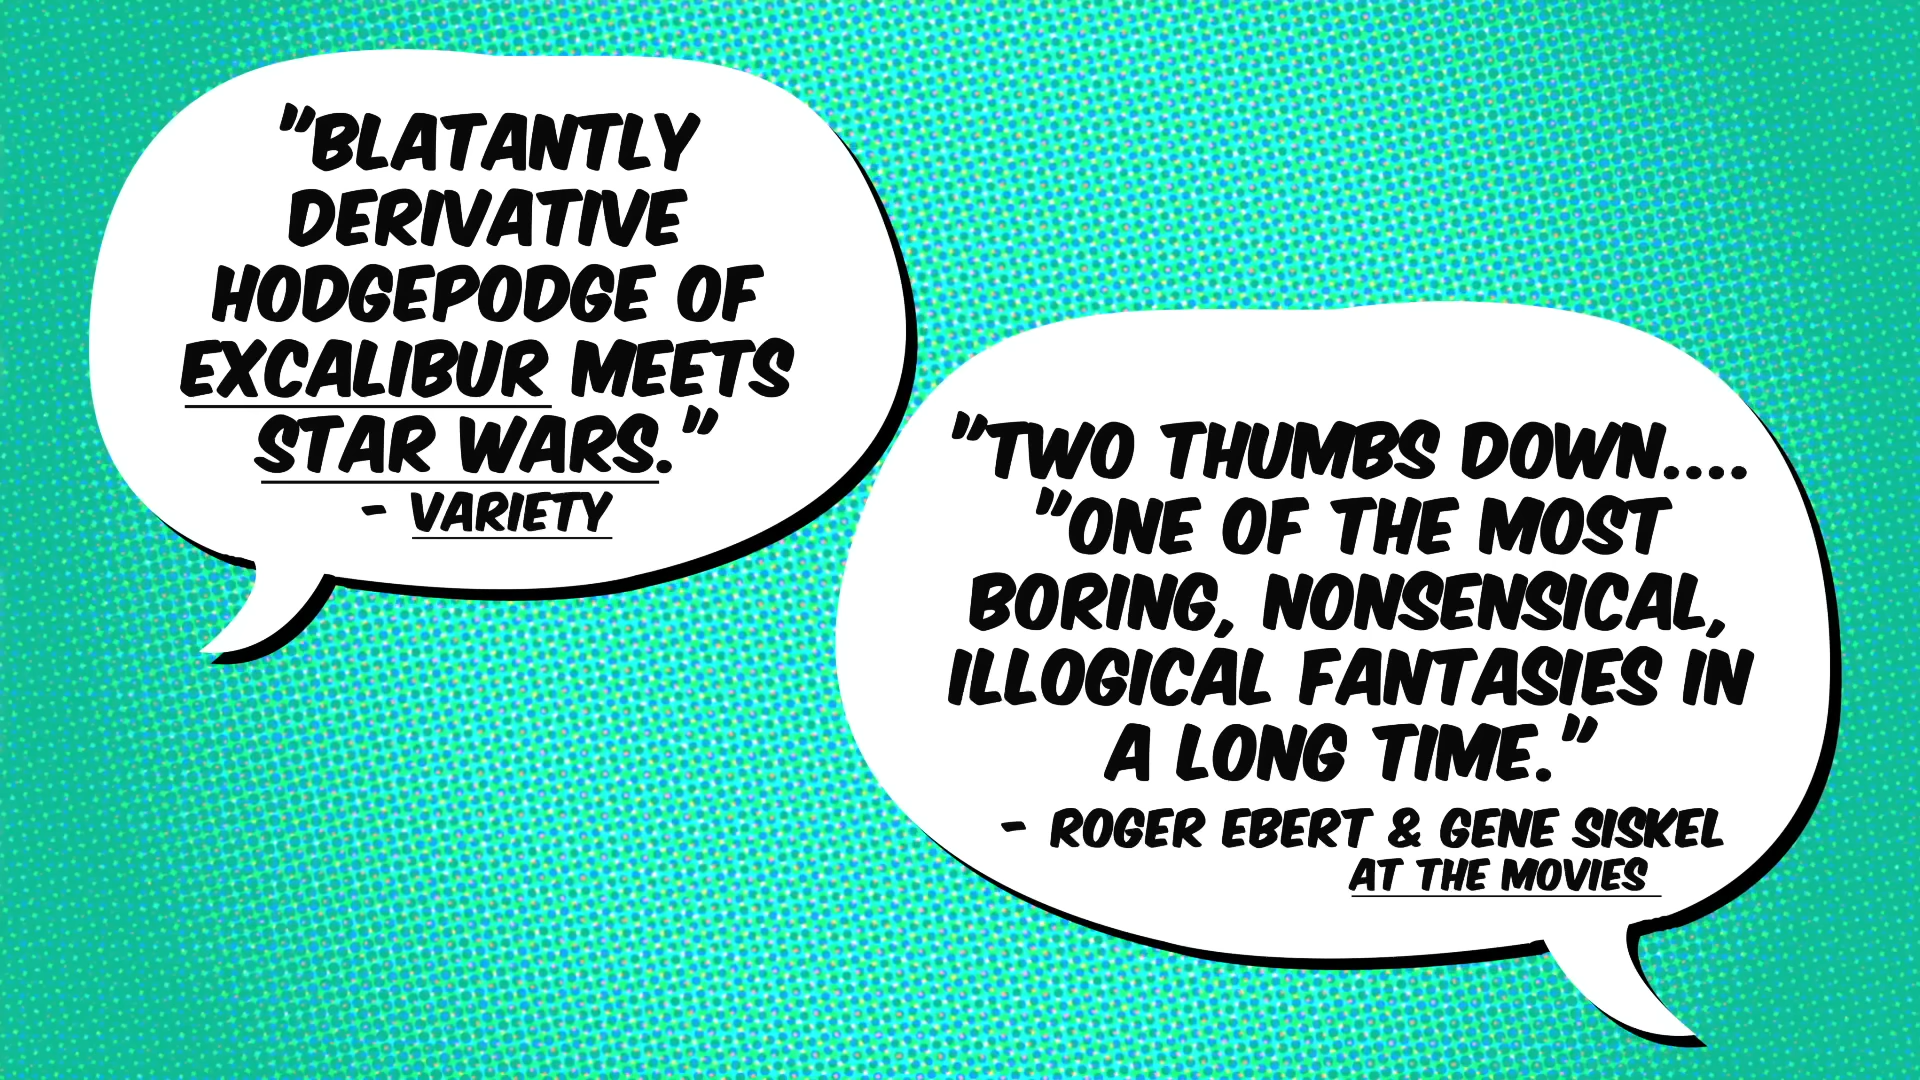 "BLATANTLY
DERIVATIVE
HODGEPODGE OF
EXCALIBUR MEETS
STAR WARS."
- VARIETY
"TWO THUMBS DOWN....
"ONE OF THE MOST
BORING, NONSENSICAL,
ILLOGICAL FANTASIES IN
A LONG TIME."
- ROGER EBERT & GENE SISKEL
AT THE MOVIES